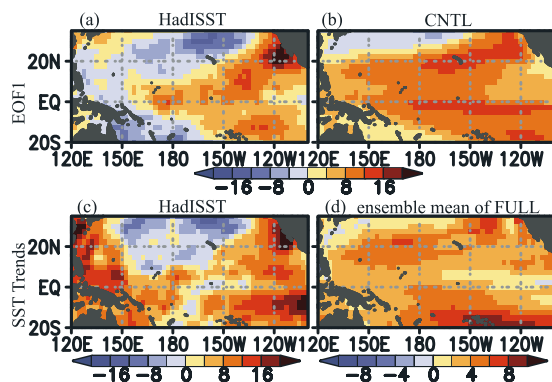 (a) HadISST (b) CNTL
EOF1
20N
EQ
20S
120E 150E 180 150W 120W 120E 150E 180 150W 120W
−16 −8 0 8 16
(c) HadISST (d) ensemble mean of FULL
SST Trends
20N
EQ
20S
120E 150E 180 150W 120W 120E 150E 180 150W 120W
−16 −8 0 8 16 −8 −4 0 4 8